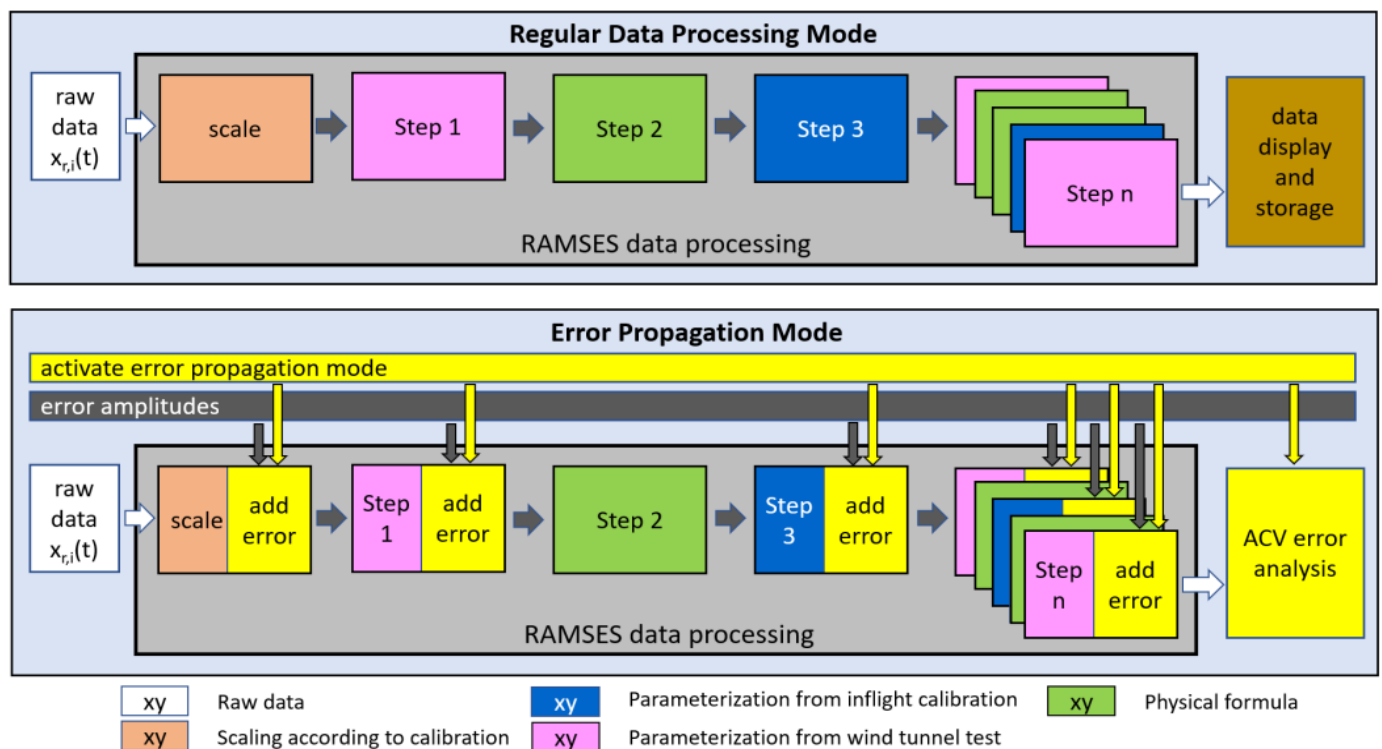 Regular Data Processing Mode
raw
data
x_r,i(t)
scale
Step 1
Step 2
Step 3
Step n
data
display
and
storage
RAMSES data processing
Error Propagation Mode
activate error propagation mode
error amplitudes
raw
data
x_r,i(t)
scale
add
error
Step
1
add
error
Step 2
Step
3
add
error
Step
n
add
error
ACV error
analysis
RAMSES data processing
xy Raw data
xy Parameterization from inflight calibration
xy Physical formula
xy Scaling according to calibration
xy Parameterization from wind tunnel test